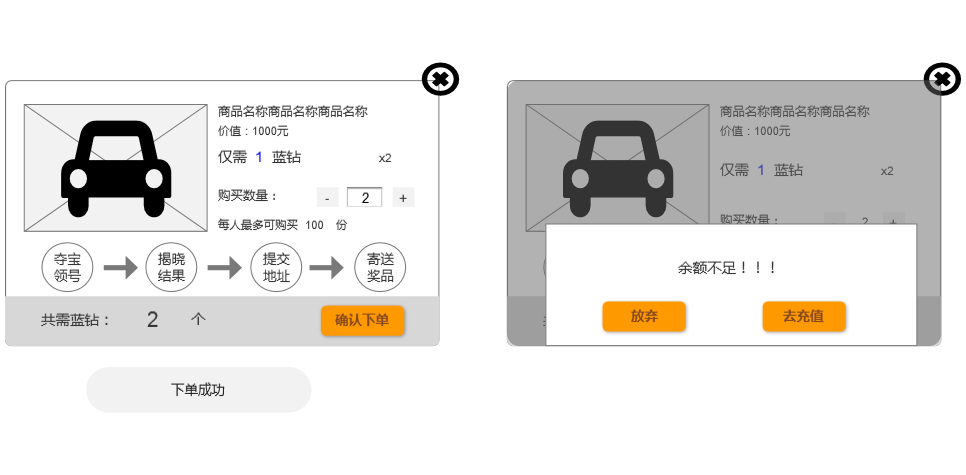 商品名称商品名称商品名称
价值：1000元
仅需 1 蓝钻 x2
购买数量： - 2 +
每人最多可购买 100 份
夺宝
领号
揭晓
结果
提交
地址
寄送
奖品
共需蓝钻： 2 个
确认下单
下单成功
商品名称商品名称商品名称
价值：1000元
仅需 1 蓝钻 x2
购买数量： - 2 +
余额不足！！！
放弃
去充值